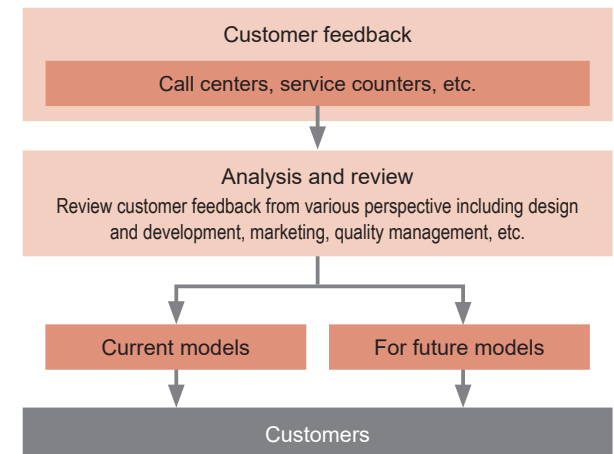 Customer feedback
Call centers, service counters, etc.
Analysis and review
Review customer feedback from various perspective including design
and development, marketing, quality management, etc.
Current models
For future models
Customers